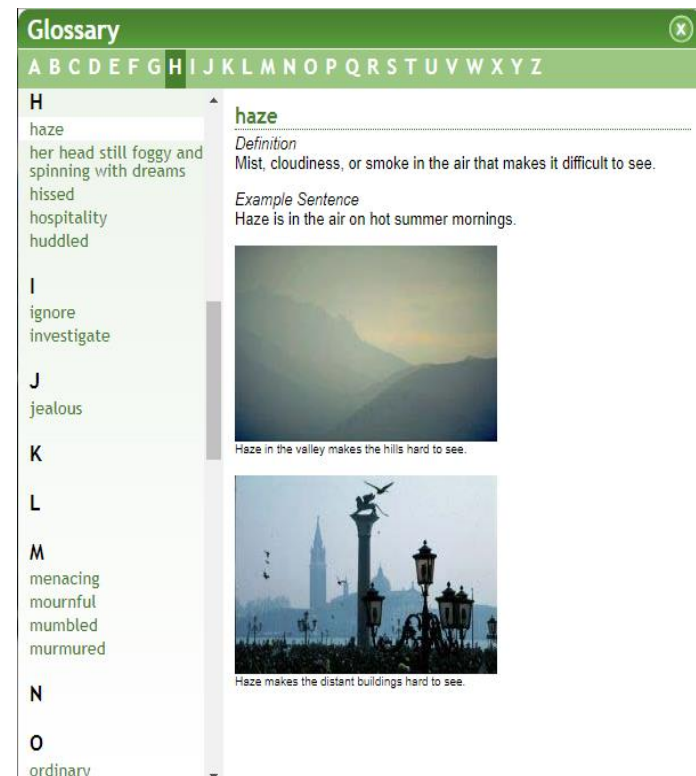 Glossary
x
A B C D E F G H I J K L M N O P Q R S T U V W X Y Z
H
haze
her head still foggy and
spinning with dreams
hissed
hospitality
huddled
I
ignore
investigate
J
jealous
K
L
M
menacing
mournful
mumbled
murmured
N
O
ordinary
haze
Definition
Mist, cloudiness, or smoke in the air that makes it difficult to see.
Example Sentence
Haze is in the air on hot summer mornings.
Haze in the valley makes the hills hard to see.
Haze makes the distant buildings hard to see.